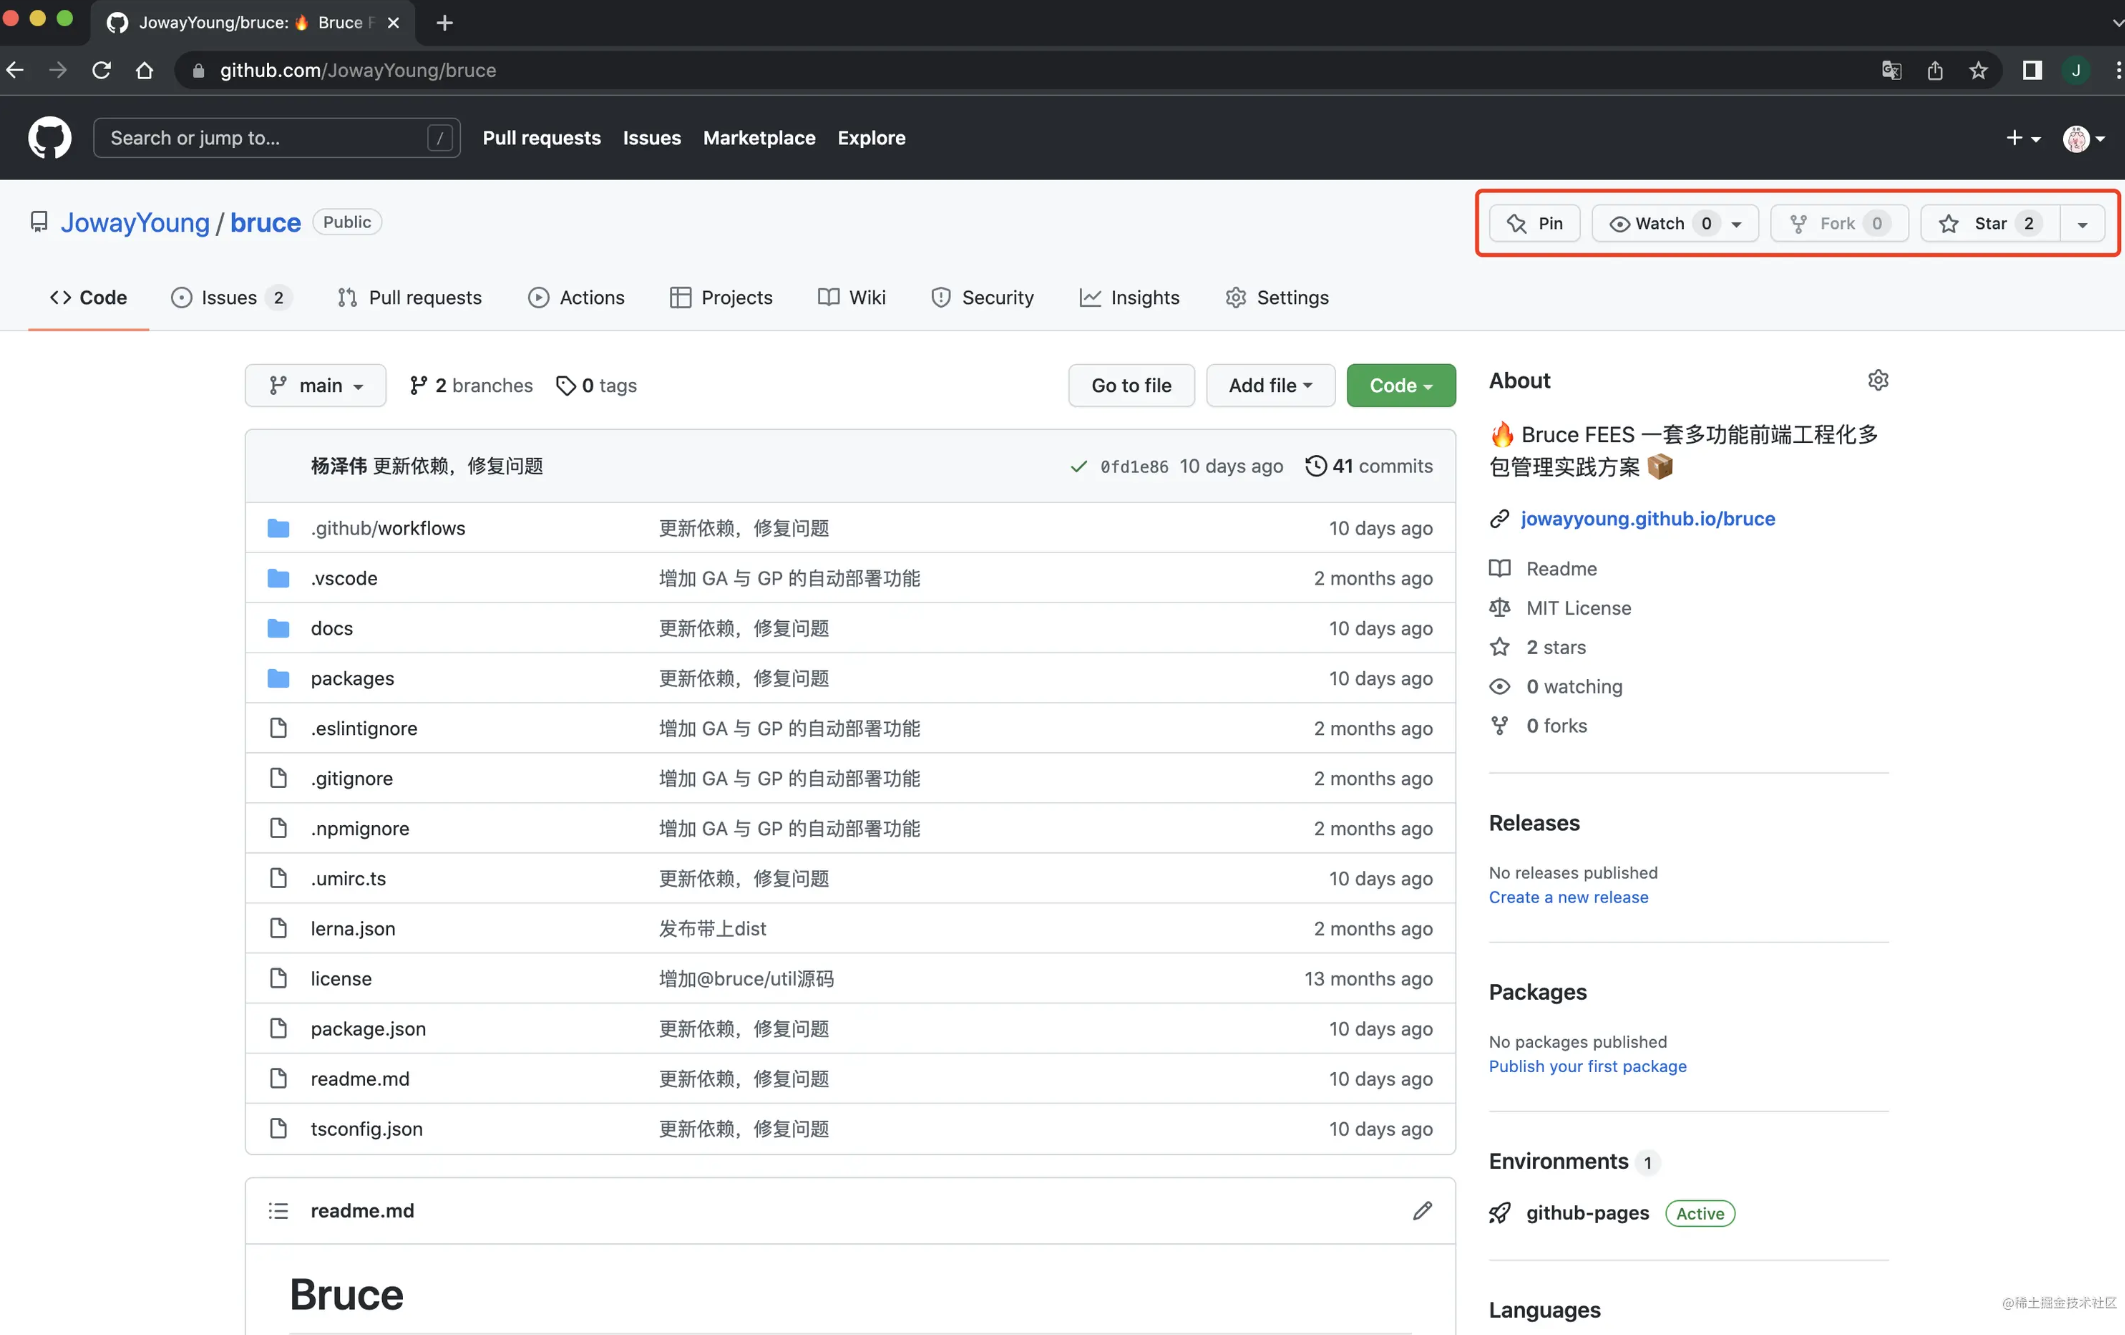 JowayYoung/bruce: 🔥 Bruce F
github.com/JowayYoung/bruce
J
Search or jump to... /
Pull requests Issues Marketplace Explore
JowayYoung / bruce Public
Pin Watch 0 Fork 0 Star 2
Code Issues 2 Pull requests Actions Projects Wiki Security Insights Settings
main 2 branches 0 tags Go to file Add file Code
杨泽伟 更新依赖，修复问题 0fd1e86 10 days ago 41 commits
.github/workflows 更新依赖，修复问题 10 days ago
.vscode 增加 GA 与 GP 的自动部署功能 2 months ago
docs 更新依赖，修复问题 10 days ago
packages 更新依赖，修复问题 10 days ago
.eslintignore 增加 GA 与 GP 的自动部署功能 2 months ago
.gitignore 增加 GA 与 GP 的自动部署功能 2 months ago
.npmignore 增加 GA 与 GP 的自动部署功能 2 months ago
.umirc.ts 更新依赖，修复问题 10 days ago
lerna.json 发布带上dist 2 months ago
license 增加@bruce/util源码 13 months ago
package.json 更新依赖，修复问题 10 days ago
readme.md 更新依赖，修复问题 10 days ago
tsconfig.json 更新依赖，修复问题 10 days ago
readme.md
Bruce
About
🔥 Bruce FEES 一套多功能前端工程化多
包管理实践方案 📦
jowayyoung.github.io/bruce
Readme
MIT License
2 stars
0 watching
0 forks
Releases
No releases published
Create a new release
Packages
No packages published
Publish your first package
Environments 1
github-pages Active
Languages
@稀土掘金技术社区